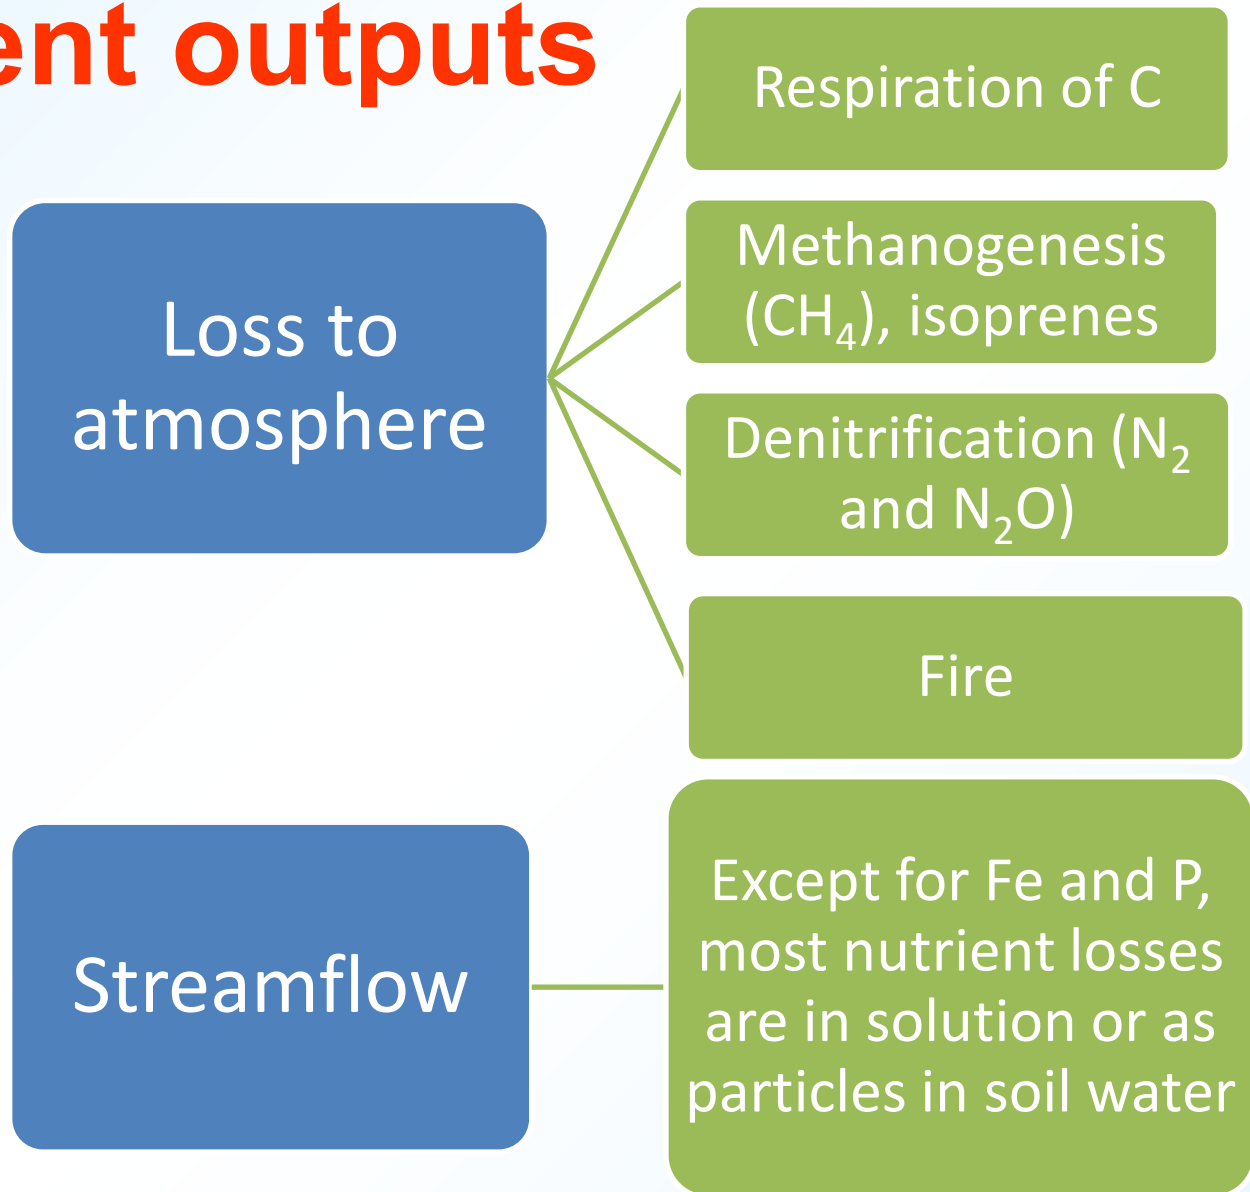 ent outputs
Loss to
atmosphere
Respiration of C
Methanogenesis
(CH₄), isoprenes
Denitrification (N₂
and N₂O)
Fire
Streamflow
Except for Fe and P,
most nutrient losses
are in solution or as
particles in soil water